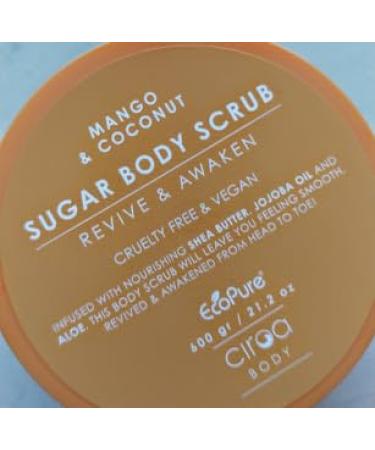 MANGO
& COCONUT
SUGAR BODY SCRUB
REVIVE & AWAKEN
CRUELTY FREE & VEGAN
INFUSED WITH NOURISHING SHEA BUTTER, JOJOBA OIL AND
ALOE. THIS BODY SCRUB WILL LEAVE YOU FEELING SMOOTH,
REVIVED & AWAKENED FROM HEAD TO TOE!
EcoPure®
600 gr / 21.2 oz
ciroa
BODY